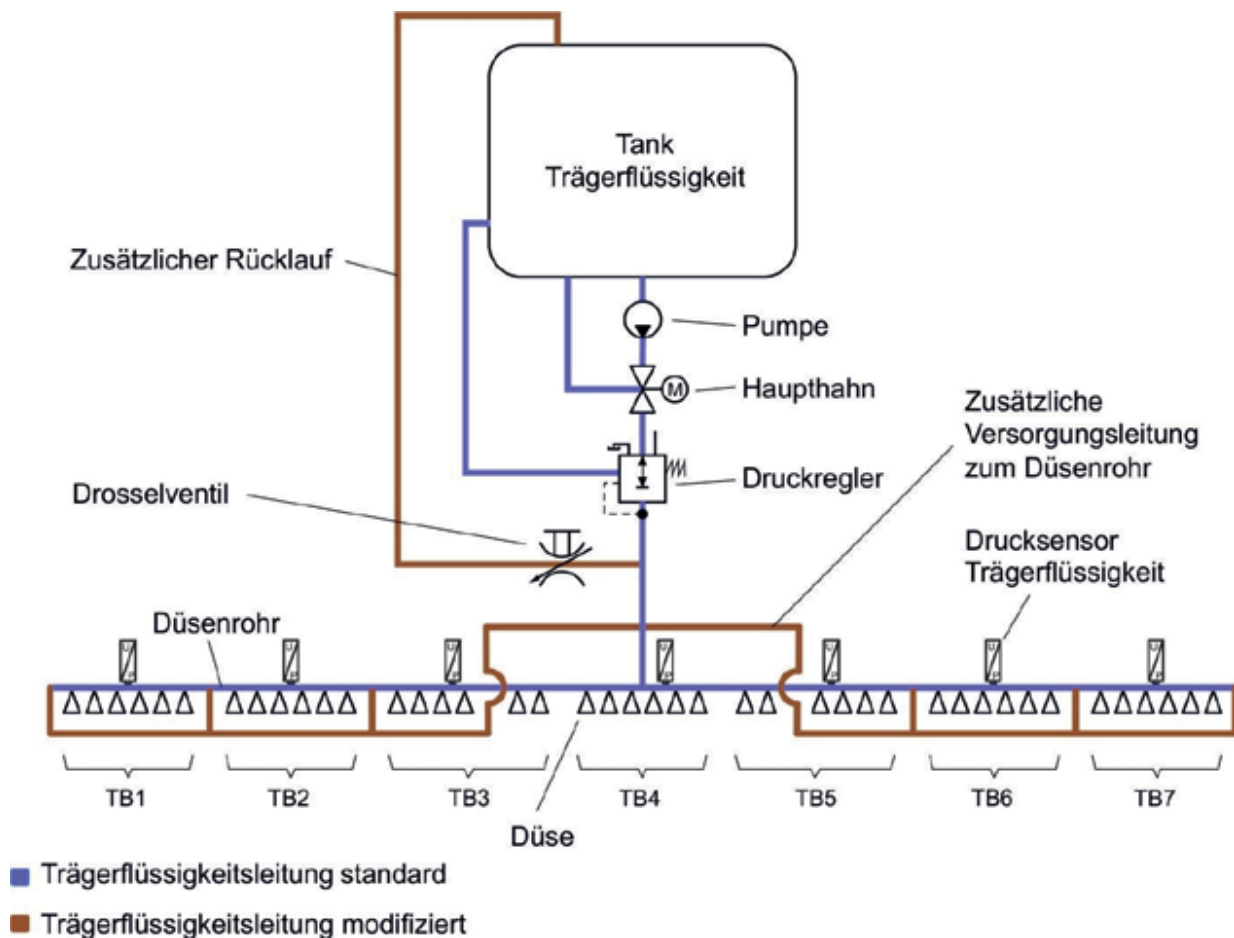 Tank
Trägerflüssigkeit
Zusätzlicher Rücklauf
Pumpe
M
Haupthahn
Zusätzliche
Versorgungsleitung
zum Düsenrohr
Druckregler
Drosselventil
Drucksensor
Trägerflüssigkeit
Düsenrohr
U
P
U
P
U
P
U
P
U
P
U
P
U
P
TB1
TB2
TB3
TB4
TB5
TB6
TB7
Düse
Trägerflüssigkeitsleitung standard
Trägerflüssigkeitsleitung modifiziert